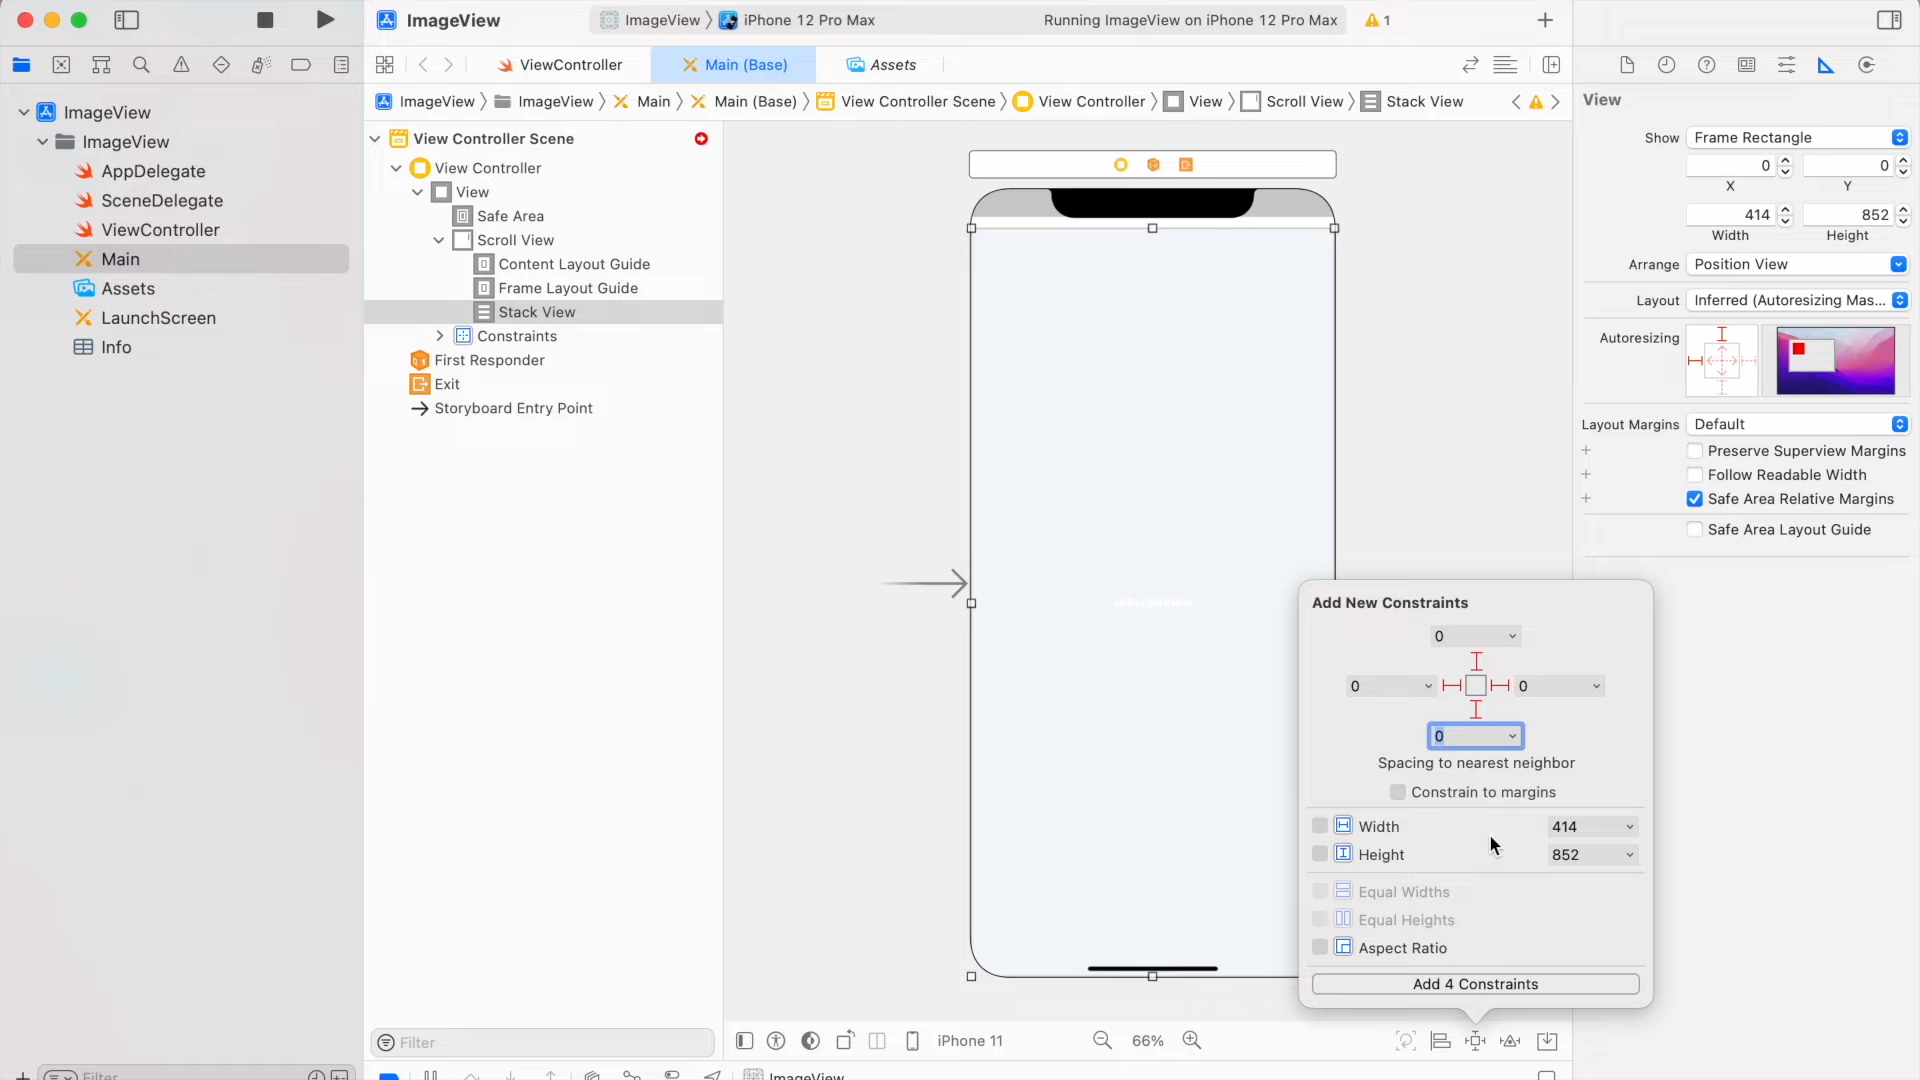 ImageView
ImageView
iPhone 12 Pro Max
Running ImageView on iPhone 12 Pro Max
1
ViewController
Main (Base)
Assets
ImageView
ImageView
Main
Main (Base)
View Controller Scene
View Controller
View
Scroll View
Stack View
ImageView
ImageView
AppDelegate
SceneDelegate
ViewController
Main
Assets
LaunchScreen
Info
View Controller Scene
View Controller
View
Safe Area
Scroll View
Content Layout Guide
Frame Layout Guide
Stack View
Constraints
First Responder
Exit
Storyboard Entry Point
View
Show
Frame Rectangle
0
0
X
Y
414
852
Width
Height
Arrange
Position View
Layout
Inferred (Autoresizing Mas...
Autoresizing
Layout Margins
Default
Preserve Superview Margins
Follow Readable Width
Safe Area Relative Margins
Safe Area Layout Guide
Add New Constraints
0
0
0
0
Spacing to nearest neighbor
Constrain to margins
Width
414
Height
852
Equal Widths
Equal Heights
Aspect Ratio
Add 4 Constraints
Filter
iPhone 11
66%
Filter
ImageView